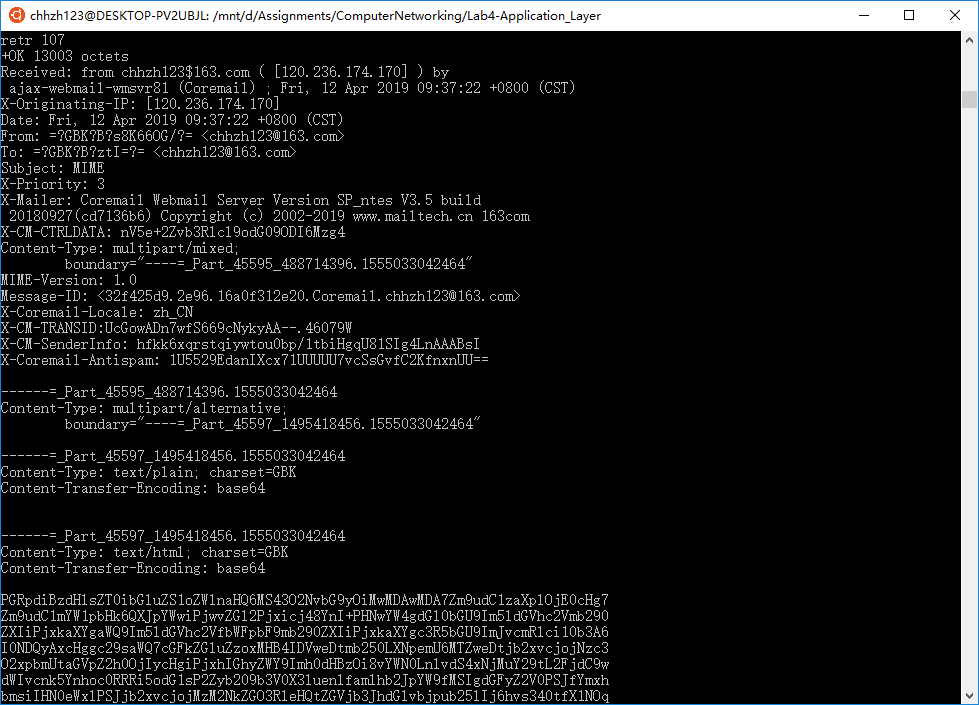 chhzh123@DESKTOP-PV2UBJL: /mnt/d/Assignments/ComputerNetworking/Lab4-Application_Layer
retr 107
+OK 13003 octets
Received: from chhzh123$163.com ( [120.236.174.170] ) by
ajax-webmail-wmsvr81 (Coremail) ; Fri, 12 Apr 2019 09:37:22 +0800 (CST)
X-Originating-IP: [120.236.174.170]
Date: Fri, 12 Apr 2019 09:37:22 +0800 (CST)
From: =?GBK?B?s8K66OG/?= <chhzh123@163.com>
To: =?GBK?B?ztI=?= <chhzh123@163.com>
Subject: MIME
X-Priority: 3
X-Mailer: Coremail Webmail Server Version SP_ntes V3.5 build
20180927(cd7136b6) Copyright (c) 2002-2019 www.mailtech.cn 163com
X-CM-CTRLDATA: nV5e+2Zvb3Rlcl9odG09ODI6Mzg4
Content-Type: multipart/mixed;
boundary="----=_Part_45595_488714396.1555033042464"
MIME-Version: 1.0
Message-ID: <32f425d9.2e96.16a0f312e20.Coremail.chhzh123@163.com>
X-Coremail-Locale: zh_CN
X-CM-TRANSID:UcGowADn7wfS669cNykyAA--.46079W
X-CM-SenderInfo: hfkk6xqrstqiywtou0bp/1tbiHgqU81SIg4LnAAABsI
X-Coremail-Antispam: 1U5529EdanIXcx71UUUUU7vcSsGvfC2KfnxnUU==
------=_Part_45595_488714396.1555033042464
Content-Type: multipart/alternative;
boundary="----=_Part_45597_1495418456.1555033042464"
------=_Part_45597_1495418456.1555033042464
Content-Type: text/plain; charset=GBK
Content-Transfer-Encoding: base64
------=_Part_45597_1495418456.1555033042464
Content-Type: text/html; charset=GBK
Content-Transfer-Encoding: base64
PGRpdiBzdHlsZT0ibGluZS1oZWlnaHQ6MS43O2NvbG9yOiMwMDAwMDA7Zm9udC1zaXplOjE0cHg7
Zm9udC1mYW1pbHk6QXJpYWwiPjwvZGl2Pjxicj48YnI+PHNwYW4gdGl0bGU9Im5ldGVhc2Vmb290
ZXIiPjxkaXYgaWQ9Im5ldGVhc2VfbWFpbF9mb290ZXIiPjxkaXYgc3R5bGU9ImJvcmRlci10b3A6
I0NDQyAxcHggc29saWQ7cGFkZGluZzoxMHB4IDVweDtmb250LXNpemU6MTZweDtjb2xvcjojNzc3
O2xpbmUtaGVpZ2h0OjIycHgiPjxhIGhyZWY9Imh0dHBzOi8vYWN0Ln1vdS4xNjMuY29tL2FjdC9w
dWIvcnk5Ynhoc0RRRi5odG1sP2Zyb209b3V0X3luenlfamlhb2JpYW9fMSIgdGFyZ2V0PSJfYmxh
bmsiIHN0eWxlPSJjb2xvcjojMzM2NkZGO3RleHQtZGVjb3JhdGlvbjpub25lIj6hvs340tfX1NOq